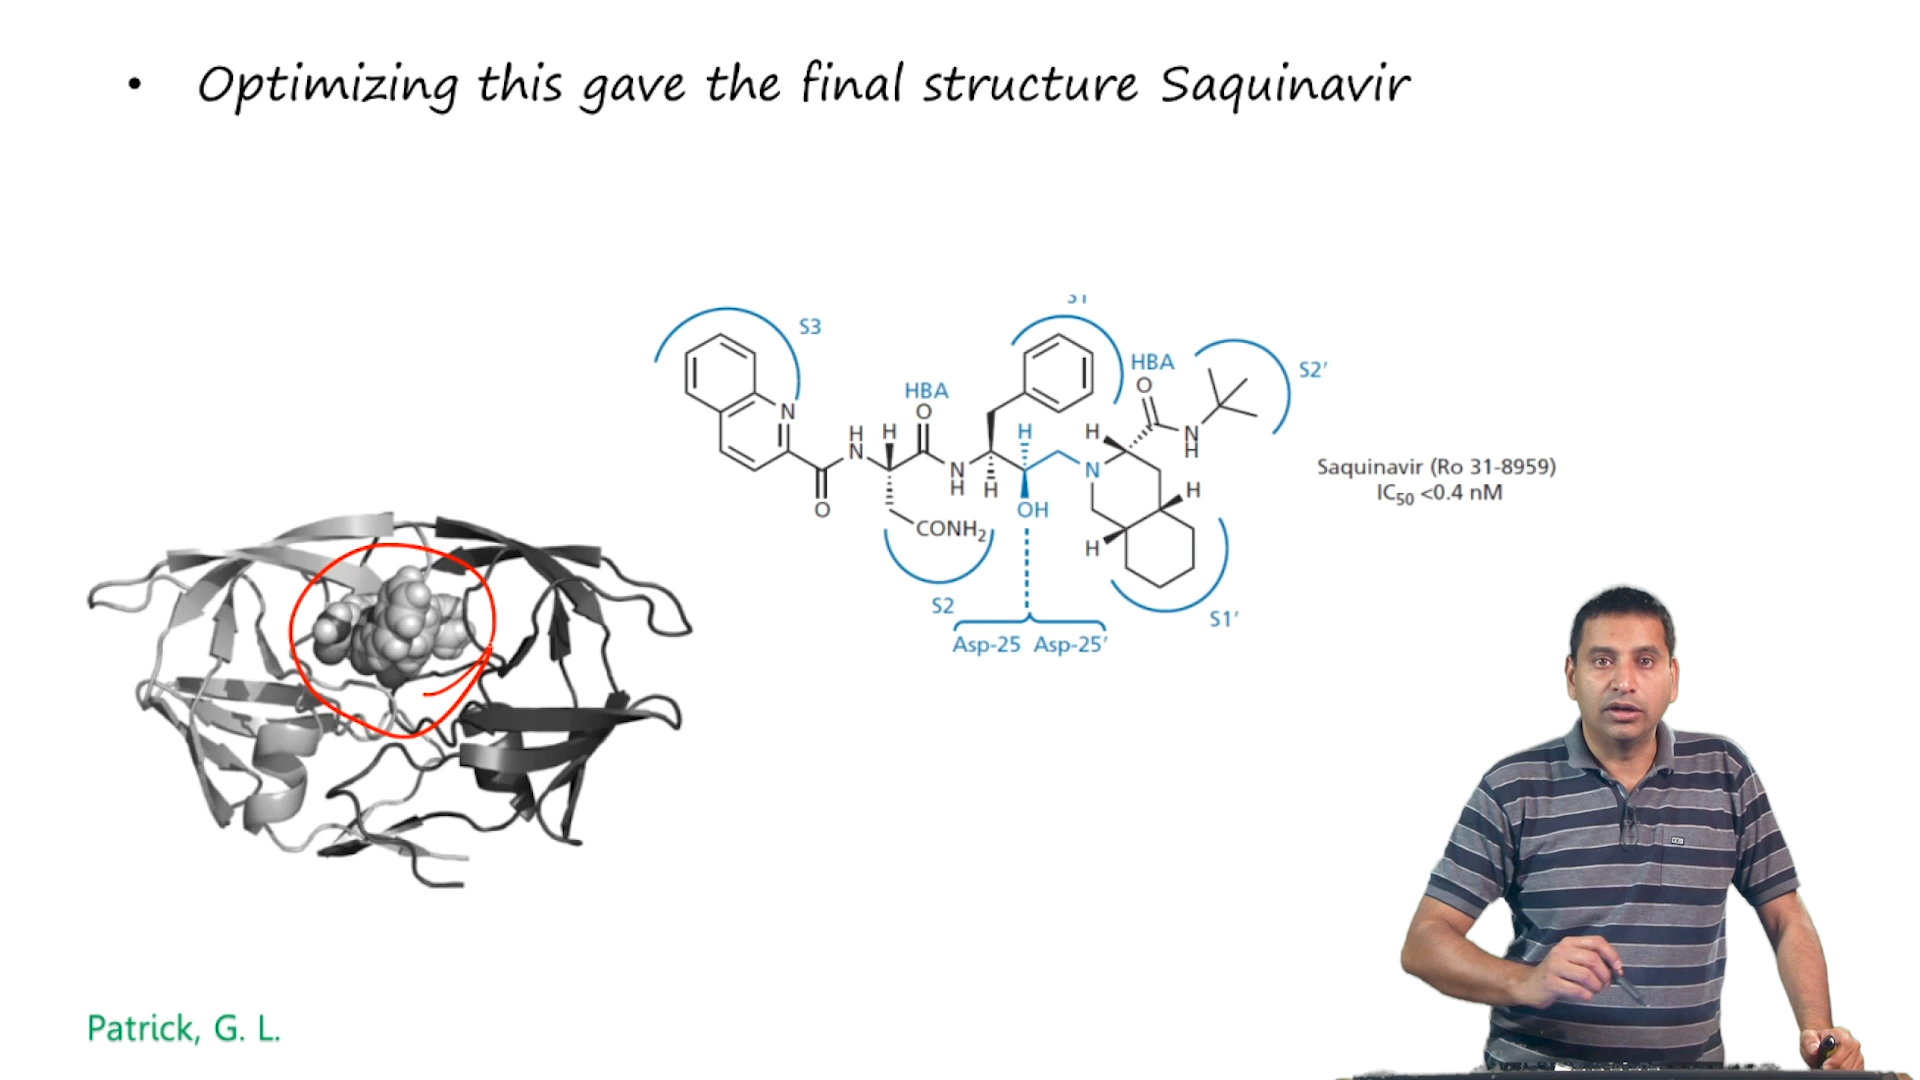 • Optimizing this gave the final structure Saquinavir
S3
S1
HBA
HBA
S2'
N
O
O
H
N
H
O
N
H
H
H
OH
N
H
N
H
H
H
CONH₂
S2
S1'
Asp-25 Asp-25'
Saquinavir (Ro 31-8959)
IC₅₀ <0.4 nM
Patrick, G. L.